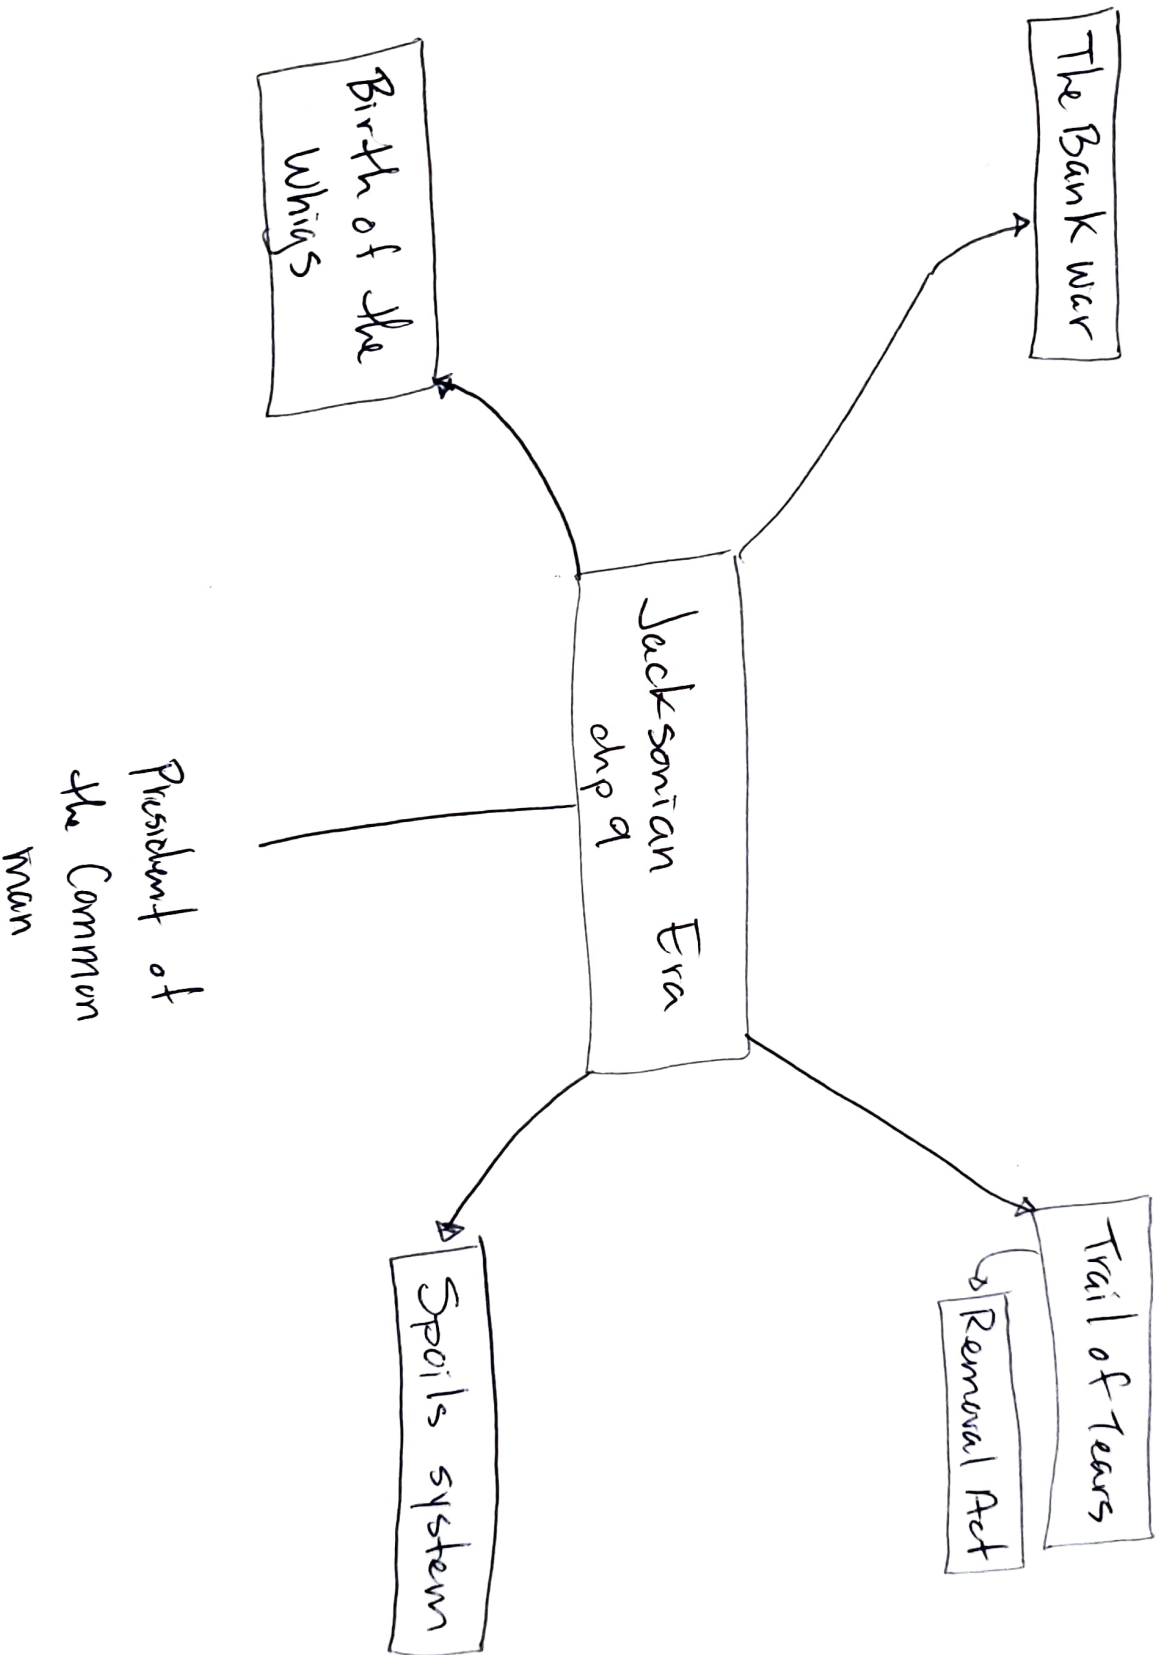 The Bank war
Trail of Tears
Removal Act
Jacksonian Era
chp 9
Birth of the
Whigs
Spoils system
President of
the Common
man